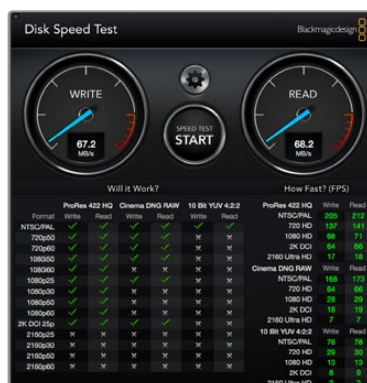 Disk Speed Test
Blackmagicdesign
WRITE
67.2
MB/s
SPEED TEST
START
READ
68.2
MB/s
Will it Work?
ProRes 422 HQ Cinema DNG RAW 10 Bit YUV 4:2:2
Format Write Read Write Read Write Read
NTSC/PAL
720p50
720p60
1080i50
1080i60
1080p25
1080p30
1080p50
1080p60
2K DCI 25p
2160p25
2160p30
2160p50
2160p60
How Fast? (FPS)
ProRes 422 HQ Write Read
NTSC/PAL 205 212
720 HD 137 141
1080 HD 68 71
2K DCI 64 66
2160 Ultra HD 17 18
Cinema DNG RAW Write Read
NTSC/PAL 168 173
720 HD 64 66
1080 HD 28 29
2K DCI 18 19
2160 Ultra HD 7 7
10 Bit YUV 4:2:2 Write Read
NTSC/PAL 76 78
720 HD 29 30
1080 HD 13 13
2K DCI 8 9
2160 Ultra HD